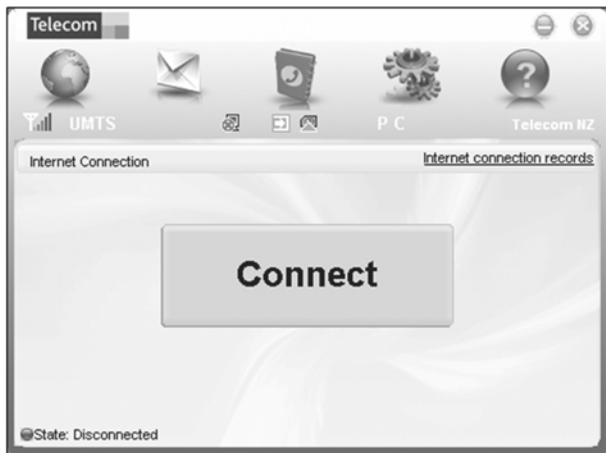 Telecom
UMTS P C Telecom NZ
Internet Connection Internet connection records
Connect
State: Disconnected